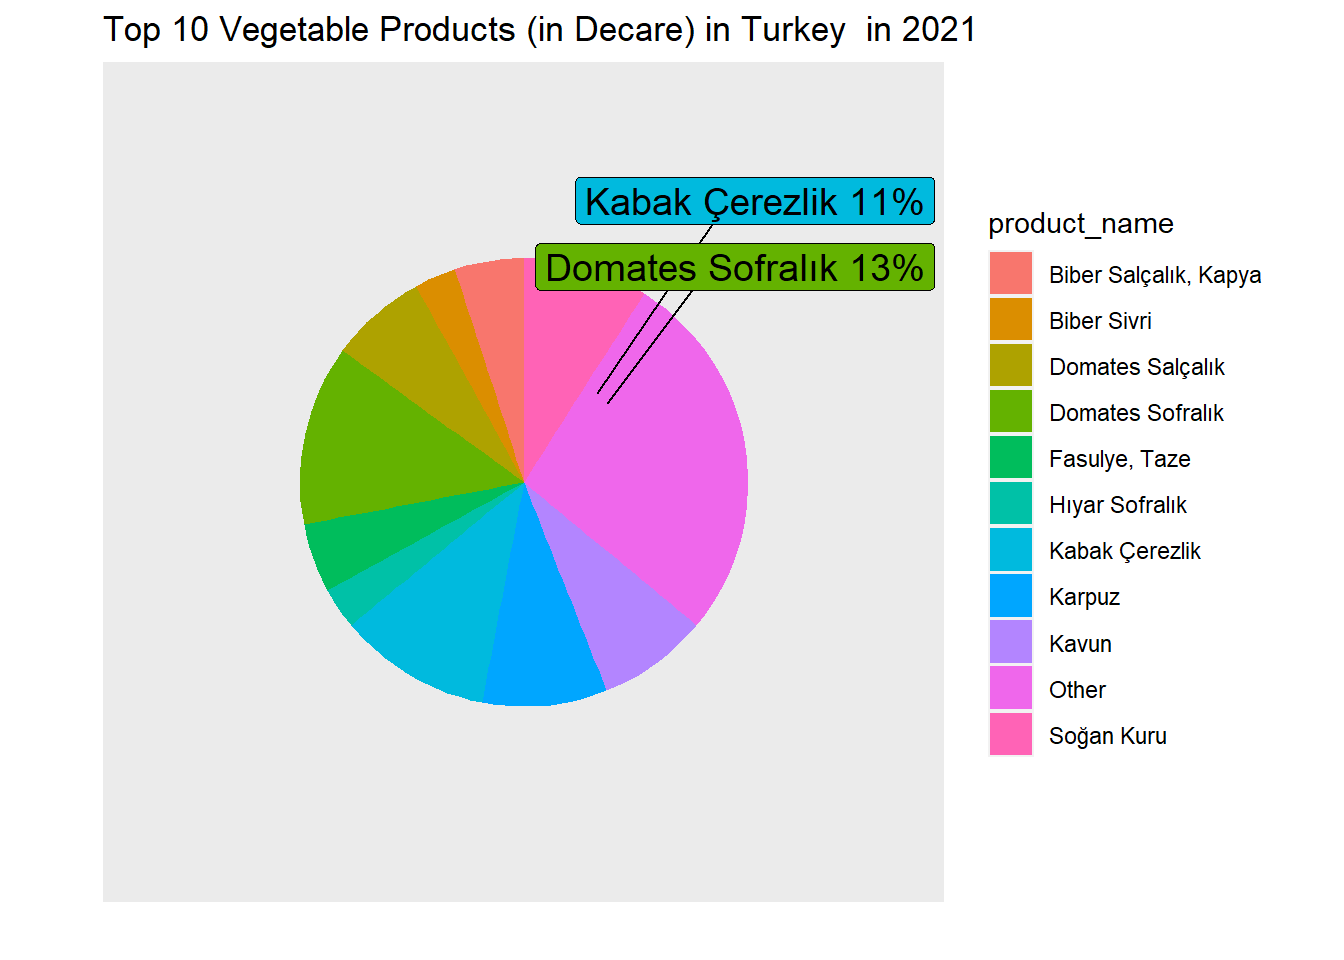 Top 10 Vegetable Products (in Decare) in Turkey  in 2021
Kabak Çerezlik 11%
Domates Sofralık 13%
product_name
Biber Salçalık, Kapya
Biber Sivri
Domates Salçalık
Domates Sofralık
Fasulye, Taze
Hıyar Sofralık
Kabak Çerezlik
Karpuz
Kavun
Other
Soğan Kuru